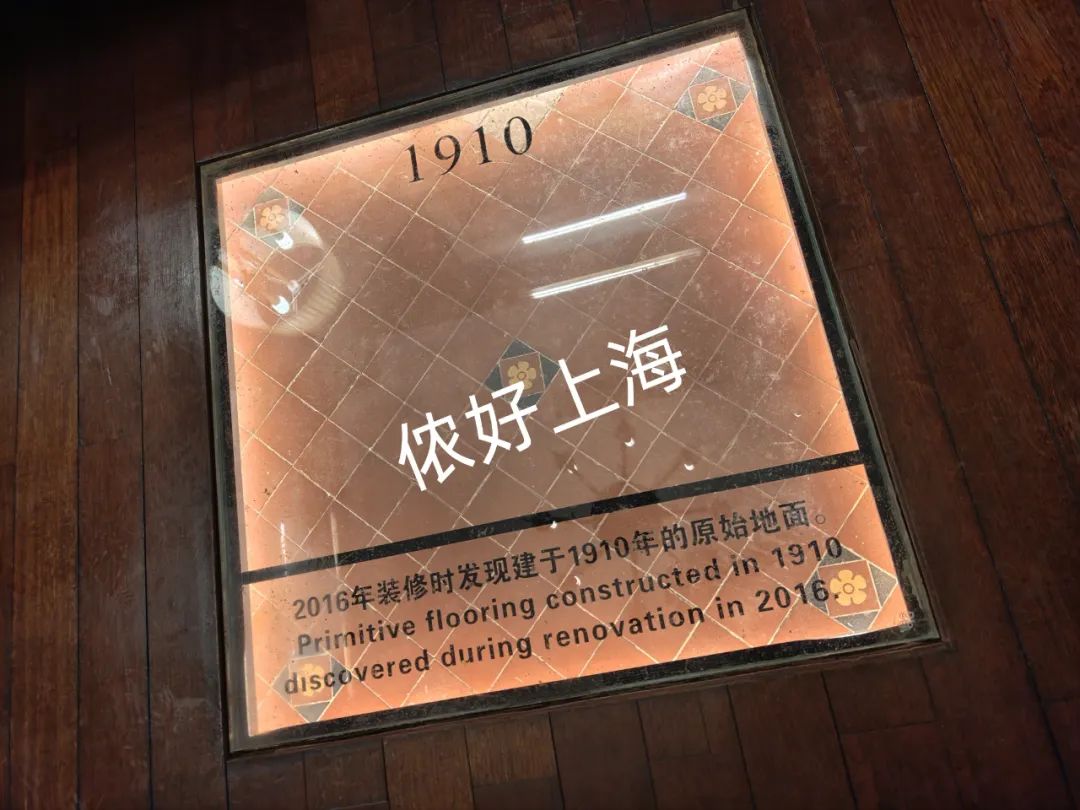 1910
侬好上海
2016年装修时发现建于1910年的原始地面。
Primitive flooring constructed in 1910
discovered during renovation in 2016.